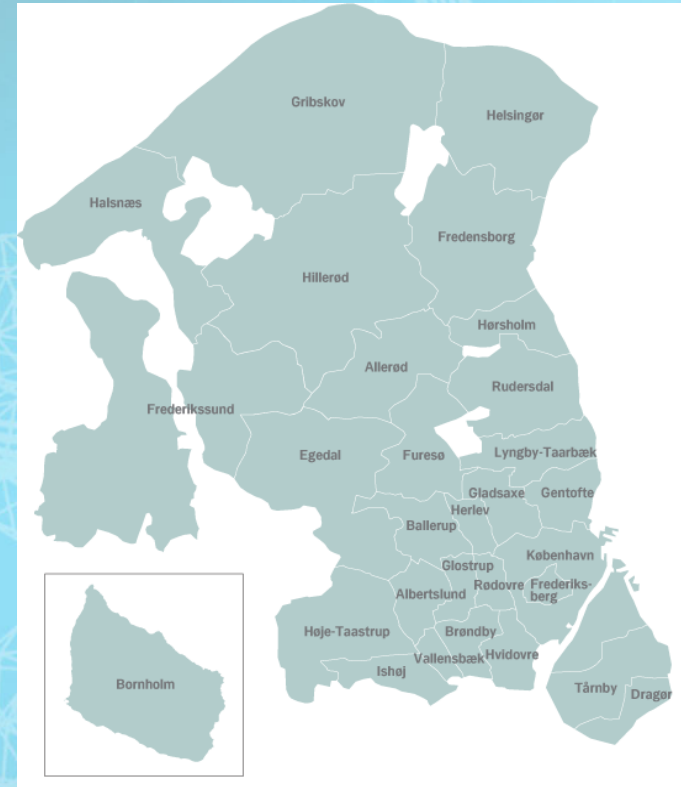 Gribskov
Helsingør
Halsnæs
Fredensborg
Hillerød
Hørsholm
Allerød
Rudersdal
Frederikssund
Egedal
Furesø
Lyngby-Taarbæk
Gladsaxe
Gentofte
Herlev
Ballerup
København
Glostrup
Albertslund
Rødovre
Frederiks-
berg
Høje-Taastrup
Brøndby
Vallensbæk
Hvidovre
Ishøj
Bornholm
Tårnby
Dragør